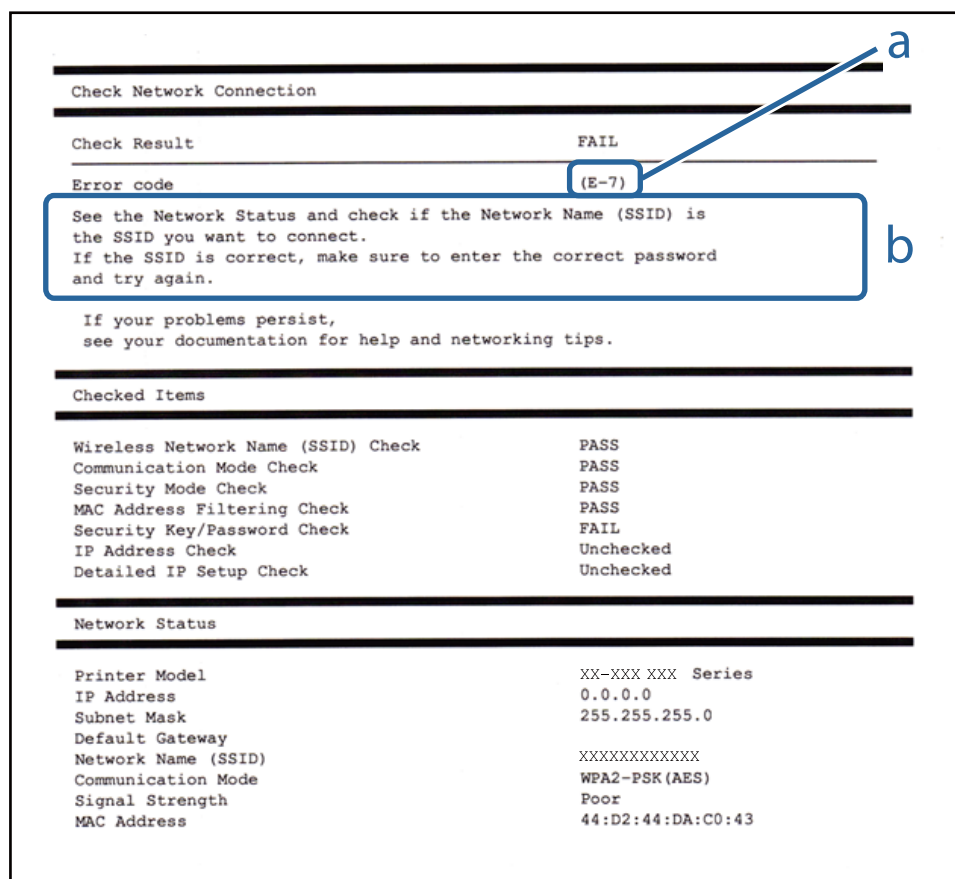 a
Check Network Connection
Check Result FAIL
Error code (E-7)
See the Network Status and check if the Network Name (SSID) is
the SSID you want to connect.
If the SSID is correct, make sure to enter the correct password
and try again.
b
If your problems persist,
see your documentation for help and networking tips.
Checked Items
Wireless Network Name (SSID) Check PASS
Communication Mode Check PASS
Security Mode Check PASS
MAC Address Filtering Check PASS
Security Key/Password Check FAIL
IP Address Check Unchecked
Detailed IP Setup Check Unchecked
Network Status
Printer Model XX-XXX XXX Series
IP Address 0.0.0.0
Subnet Mask 255.255.255.0
Default Gateway
Network Name (SSID) XXXXXXXXXXXX
Communication Mode WPA2-PSK(AES)
Signal Strength Poor
MAC Address 44:D2:44:DA:C0:43